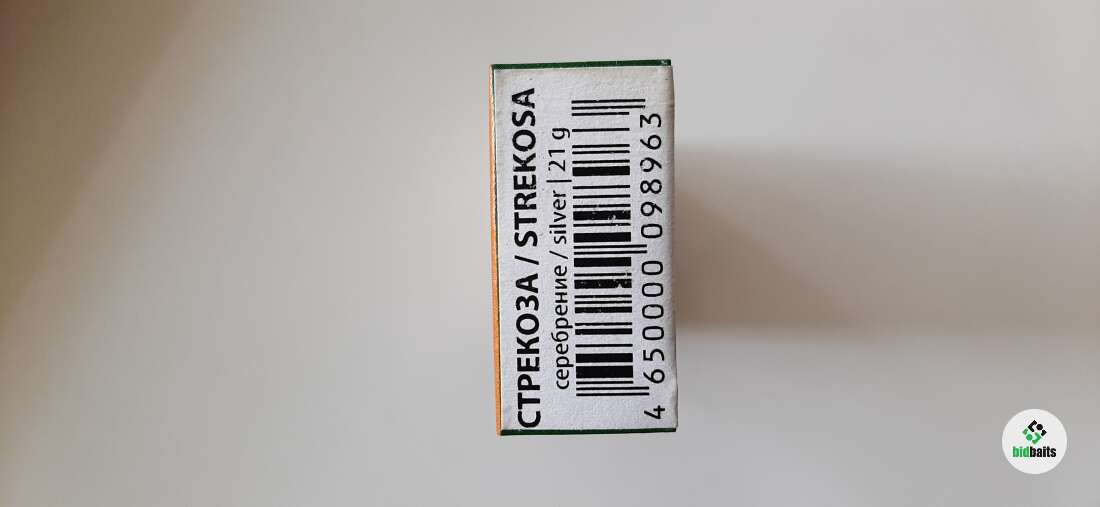 СТРЕКОЗА / STREKOSA
серебрение / silver | 21 g
4 650000 098963
bidbaits